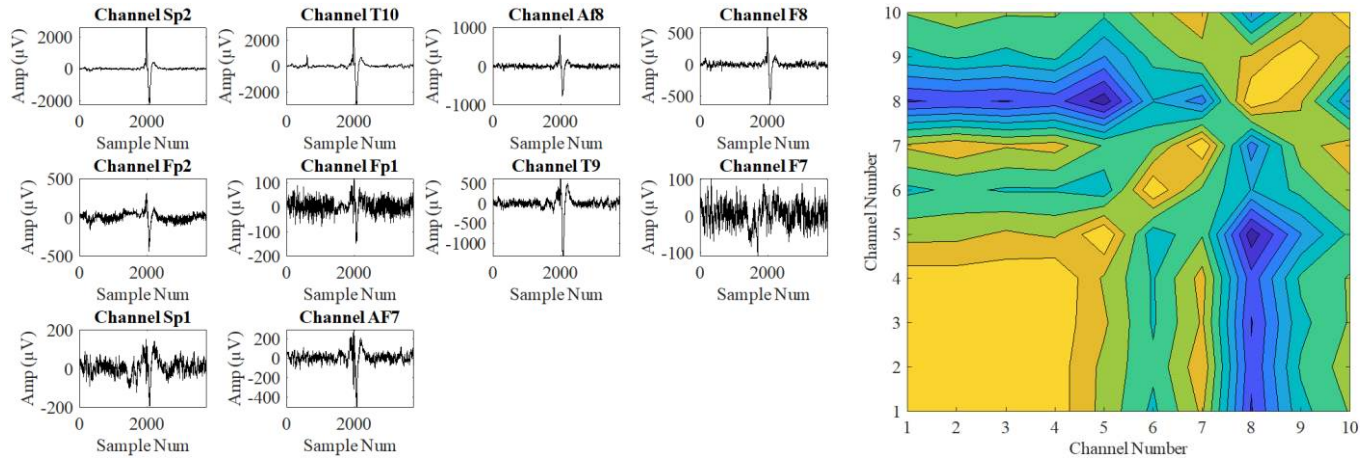 Channel Sp2
Amp (µV)
2000
0
-2000
0
2000
Sample Num
Channel T10
Amp (µV)
2000
0
-2000
0
2000
Sample Num
Channel Af8
Amp (µV)
1000
0
-1000
0
2000
Sample Num
Channel F8
Amp (µV)
500
0
-500
0
2000
Sample Num
Channel Fp2
Amp (µV)
500
0
-500
0
2000
Sample Num
Channel Fp1
Amp (µV)
100
0
-100
-200
0
2000
Sample Num
Channel T9
Amp (µV)
500
0
-500
-1000
0
2000
Sample Num
Channel F7
Amp (µV)
100
0
-100
0
2000
Sample Num
Channel Sp1
Amp (µV)
200
0
-200
0
2000
Sample Num
Channel AF7
Amp (µV)
200
0
-200
-400
0
2000
Sample Num
Channel Number
10
9
8
7
6
5
4
3
2
1
1 2 3 4 5 6 7 8 9 10
Channel Number